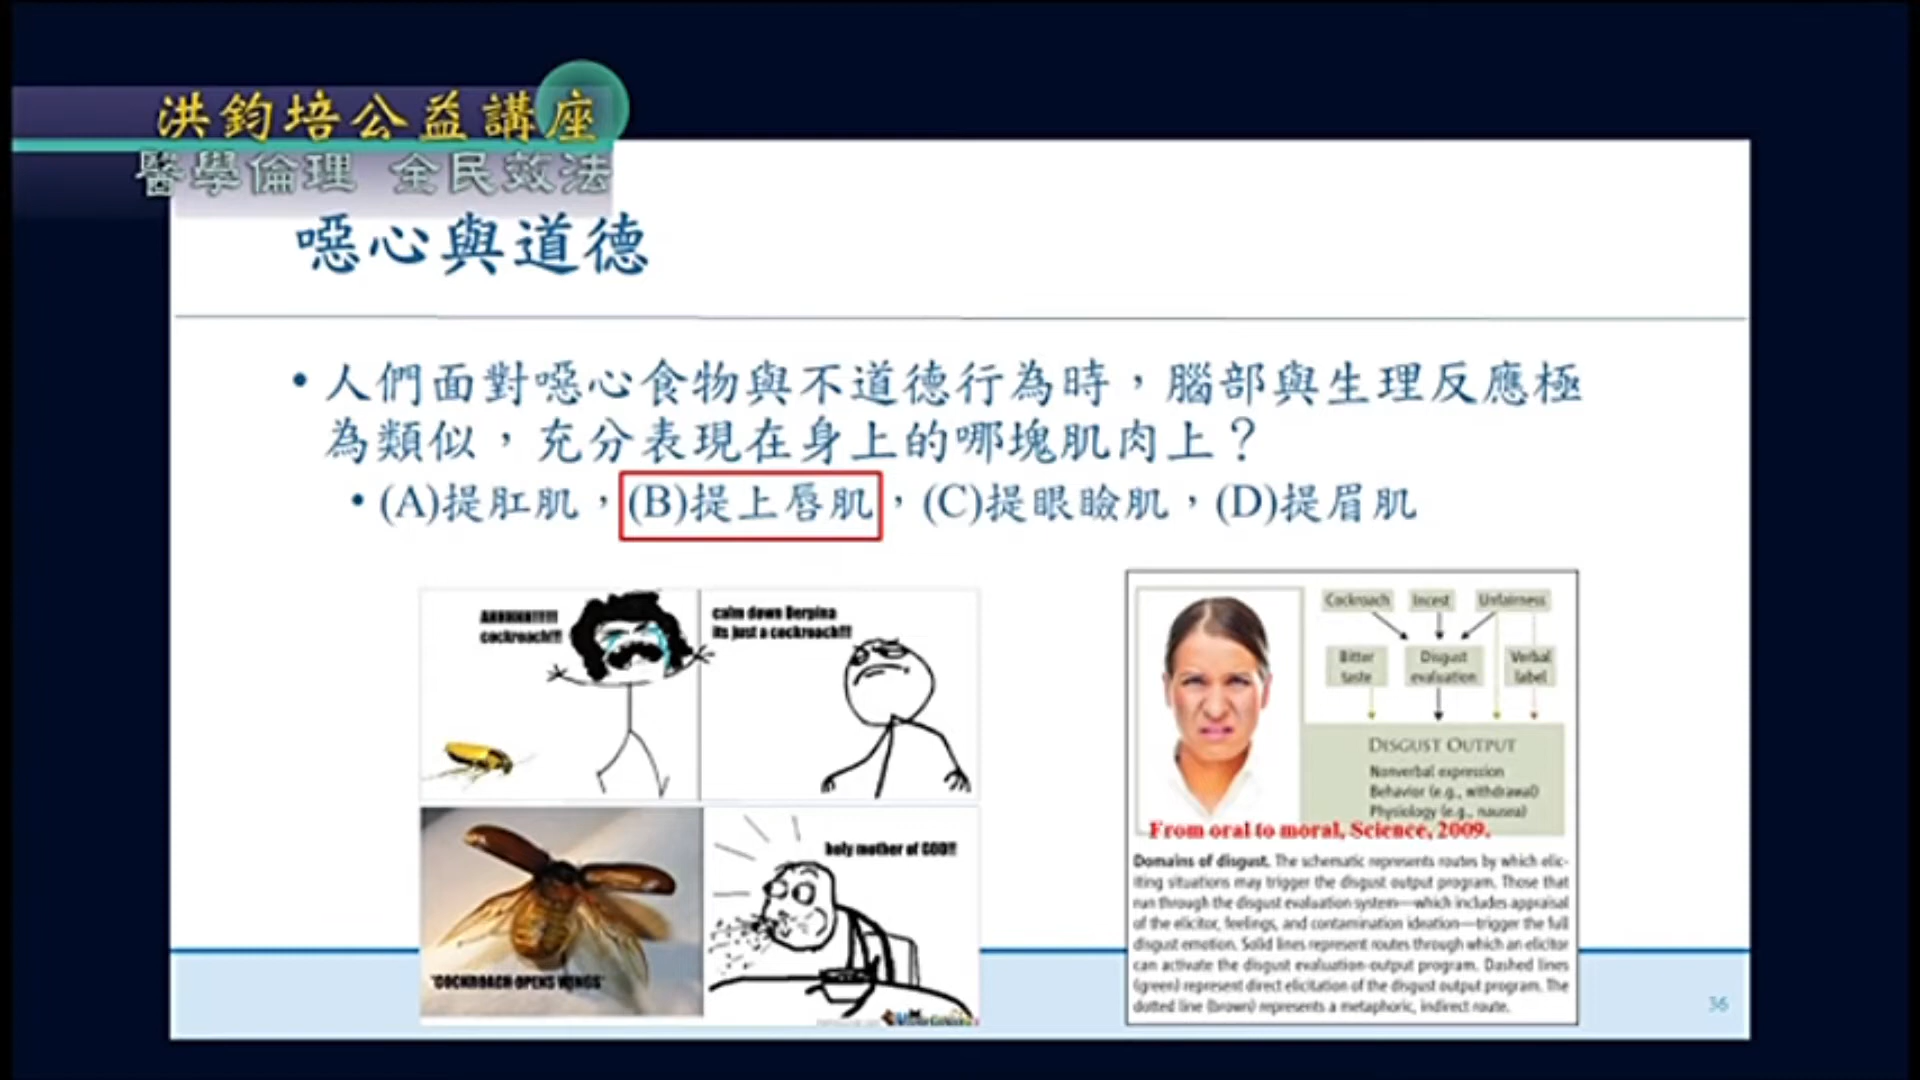 洪鈞培公益講座
醫學倫理 全民效法
噁心與道德
• 人們面對噁心食物與不道德行為時，腦部與生理反應極
為類似，充分表現在身上的哪塊肌肉上？
• (A)提肛肌，(B)提上唇肌，(C)提眼瞼肌，(D)提眉肌
cockroach!!!
calm down Derpina
its just a cockroach!!!
"COCKROACH OPENS WINGS"
holy mother of GOD!!
Cockroach Incest Unfairness
Bitter taste
Disgust evaluation
Verbal label
DISGUST OUTPUT
Nonverbal expression
Behavior (e.g., withdrawal)
Physiology (e.g., nausea)
From oral to moral, Science, 2009.
Domains of disgust. The schematic represents routes by which elic-
iting situations may trigger the disgust output program. Those that
run through the disgust evaluation system—which includes appraisal
of the elicitor, feelings, and contamination ideation—trigger the full
disgust emotion. Solid lines represent routes through which an elicitor
can activate the disgust evaluation-output program. Dashed lines
(green) represent direct elicitation of the disgust output program. The
dotted line (brown) represents a metaphoric, indirect route.
36